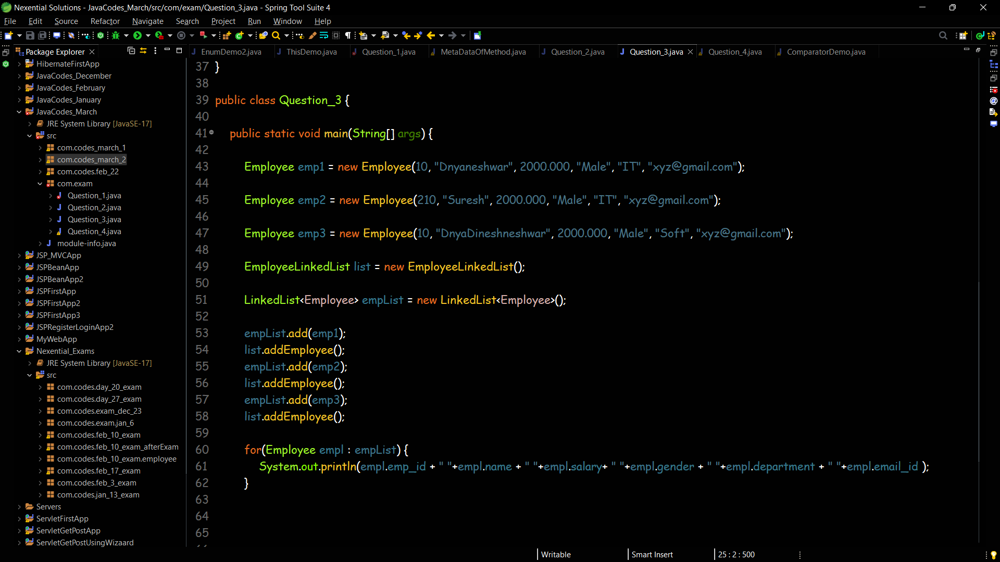 Nexential Solutions - JavaCodes_March/src/com/exam/Question_3.java - Spring Tool Suite 4
File Edit Source Refactor Navigate Search Project Run Window Help
Package Explorer
HibernateFirstApp
JavaCodes_December
JavaCodes_February
JavaCodes_January
JavaCodes_March
JRE System Library [JavaSE-17]
src
com.codes_march_1
com.codes_march_2
com.codes.feb_22
com.exam
Question_1.java
Question_2.java
Question_3.java
Question_4.java
module-info.java
JSP_MVCApp
JSPBeanApp
JSPBeanApp2
JSPFirstApp
JSPFirstApp2
JSPFirstApp3
JSPRegisterLoginApp2
MyWebApp
Nexential_Exams
JRE System Library [JavaSE-17]
src
com.codes.day_20_exam
com.codes.day_27_exam
com.codes.exam_dec_23
com.codes.exam.jan_6
com.codes.feb_10_exam
com.codes.feb_10_exam_afterExam
com.codes.feb_10_exam.employee
com.codes.feb_17_exam
com.codes.feb_3_exam
com.codes.jan_13_exam
Servers
ServletFirstApp
ServletGetPostApp
ServletGetPostUsingWizaard
EnumDemo2.java ThisDemo.java Question_1.java MetaDataOfMethod.java Question_2.java Question_3.java Question_4.java ComparatorDemo.java
37 }
38
39 public class Question_3 {
40
41 public static void main(String[] args) {
42
43 Employee emp1 = new Employee(10, "Dnyaneshwar", 2000.000, "Male", "IT", "xyz@gmail.com");
44
45 Employee emp2 = new Employee(210, "Suresh", 2000.000, "Male", "IT", "xyz@gmail.com");
46
47 Employee emp3 = new Employee(10, "DnyaDineshneshwar", 2000.000, "Male", "Soft", "xyz@gmail.com");
48
49 EmployeeLinkedList list = new EmployeeLinkedList();
50
51 LinkedList<Employee> empList = new LinkedList<Employee>();
52
53 empList.add(emp1);
54 list.addEmployee();
55 empList.add(emp2);
56 list.addEmployee();
57 empList.add(emp3);
58 list.addEmployee();
59
60 for(Employee empl : empList) {
61 System.out.println(empl.emp_id + " "+empl.name + " "+empl.salary+ " "+empl.gender + " "+empl.department + " "+empl.email_id );
62 }
63
64
65
Writable Smart Insert 25 : 2 : 500